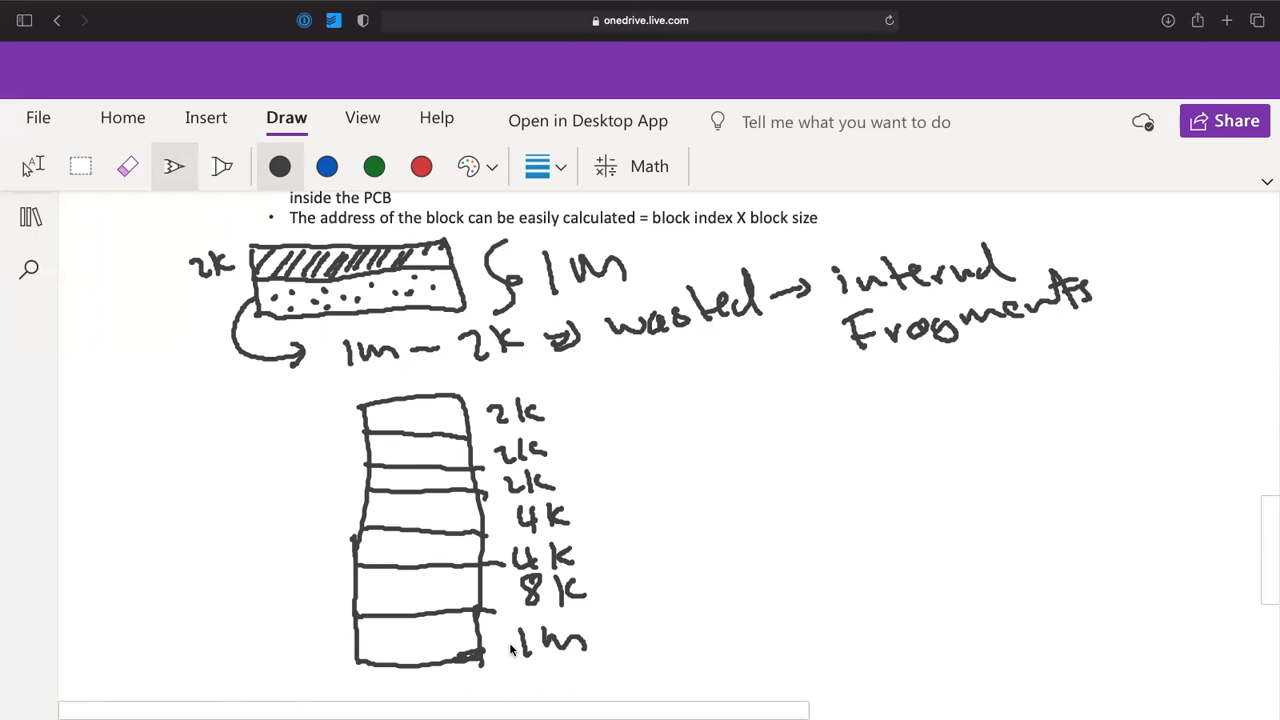 onedrive.live.com
File Home Insert Draw View Help Open in Desktop App Tell me what you want to do Share
Math
inside the PCB
• The address of the block can be easily calculated = block index X block size
2k
1m
1m - 2k ⇒ wasted → internal
Fragments
2k
2k
2k
4k
4k
8k
1m